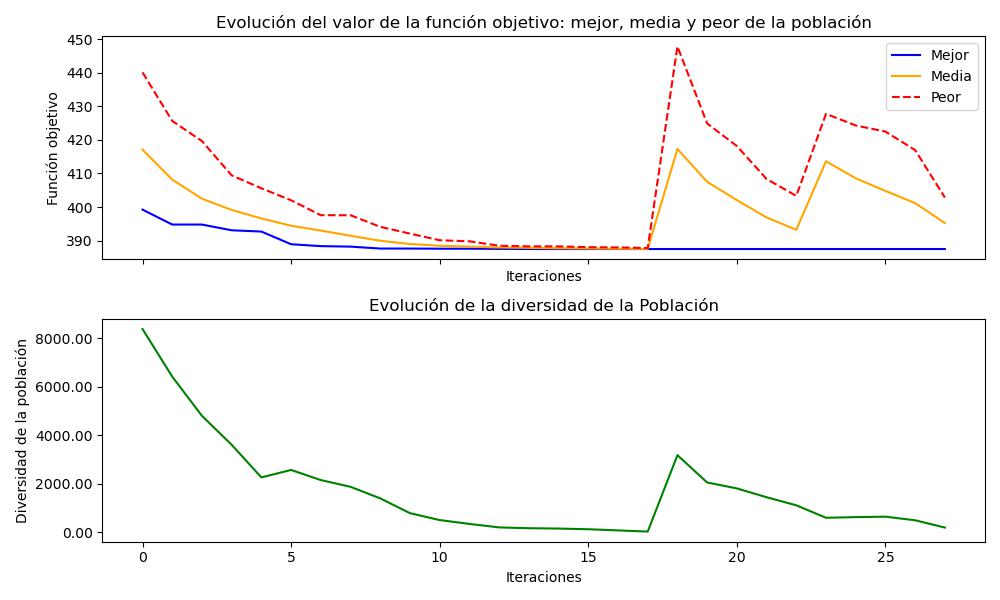 Evolución del valor de la función objetivo: mejor, media y peor de la población
450
440
430
420
410
400
390
Función objetivo
Mejor
Media
Peor
Iteraciones
Evolución de la diversidad de la Población
8000.00
6000.00
4000.00
2000.00
0.00
Diversidad de la población
0 5 10 15 20 25
Iteraciones